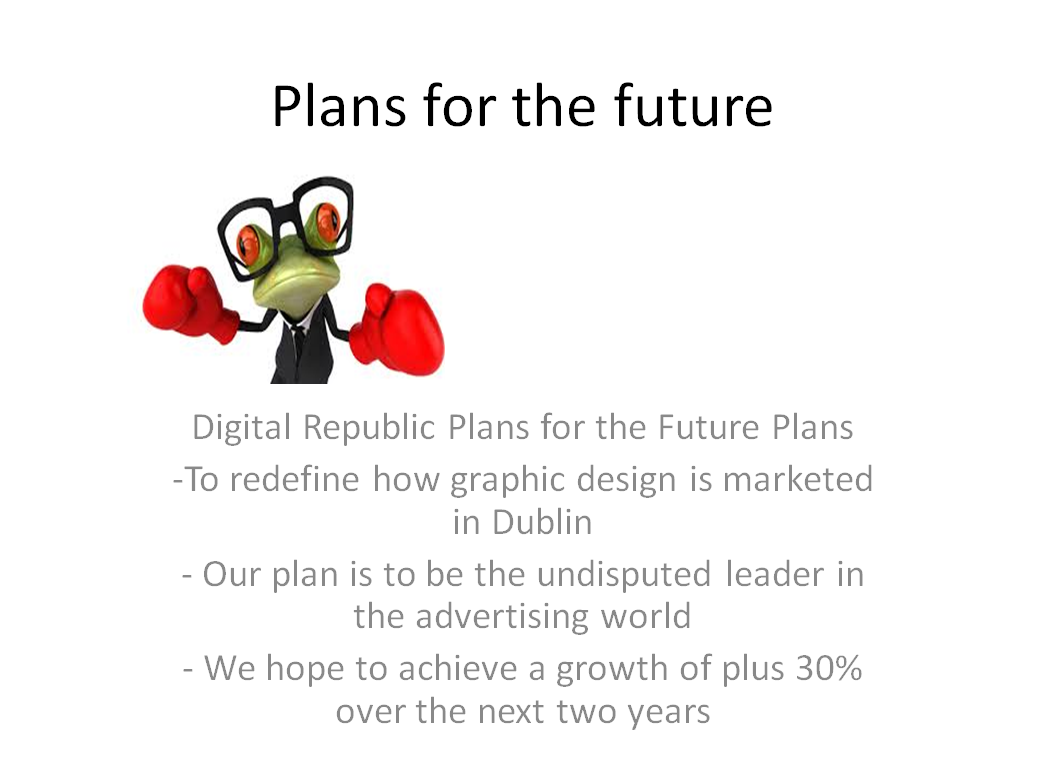 Plans for the future
Digital Republic Plans for the Future Plans
-To redefine how graphic design is marketed
in Dublin
- Our plan is to be the undisputed leader in
the advertising world
- We hope to achieve a growth of plus 30%
over the next two years